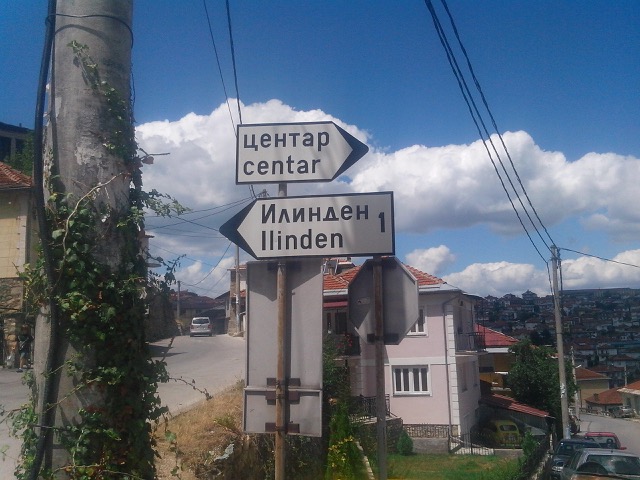 центар
centar
Илинден 1
Ilinden